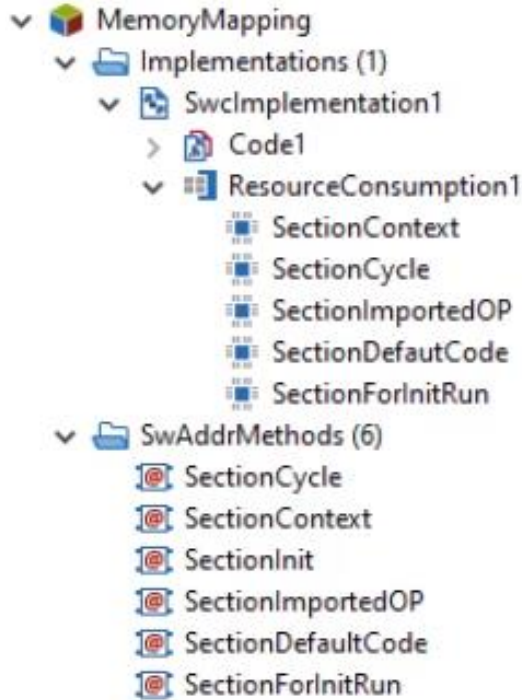 MemoryMapping
Implementations (1)
SwcImplementation1
Code1
ResourceConsumption1
SectionContext
SectionCycle
SectionImportedOP
SectionDefautCode
SectionForInitRun
SwAddrMethods (6)
SectionCycle
SectionContext
SectionInit
SectionImportedOP
SectionDefaultCode
SectionForInitRun